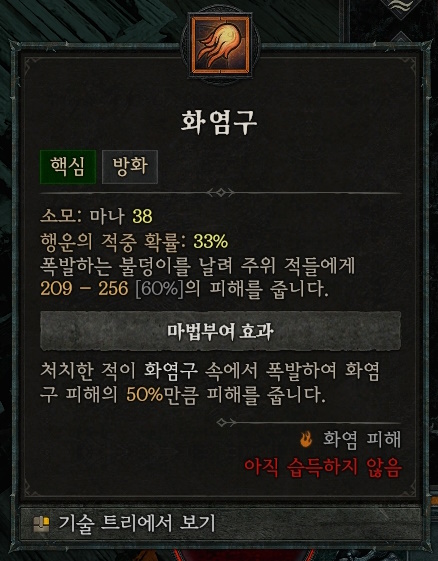 화염구
핵심 방화
소모: 마나 38
행운의 적중 확률: 33%
폭발하는 불덩이를 날려 주위 적들에게
209 - 256 [60%]의 피해를 줍니다.
마법부여 효과
처치한 적이 화염구 속에서 폭발하여 화염
구 피해의 50%만큼 피해를 줍니다.
화염 피해
아직 습득하지 않음
기술 트리에서 보기